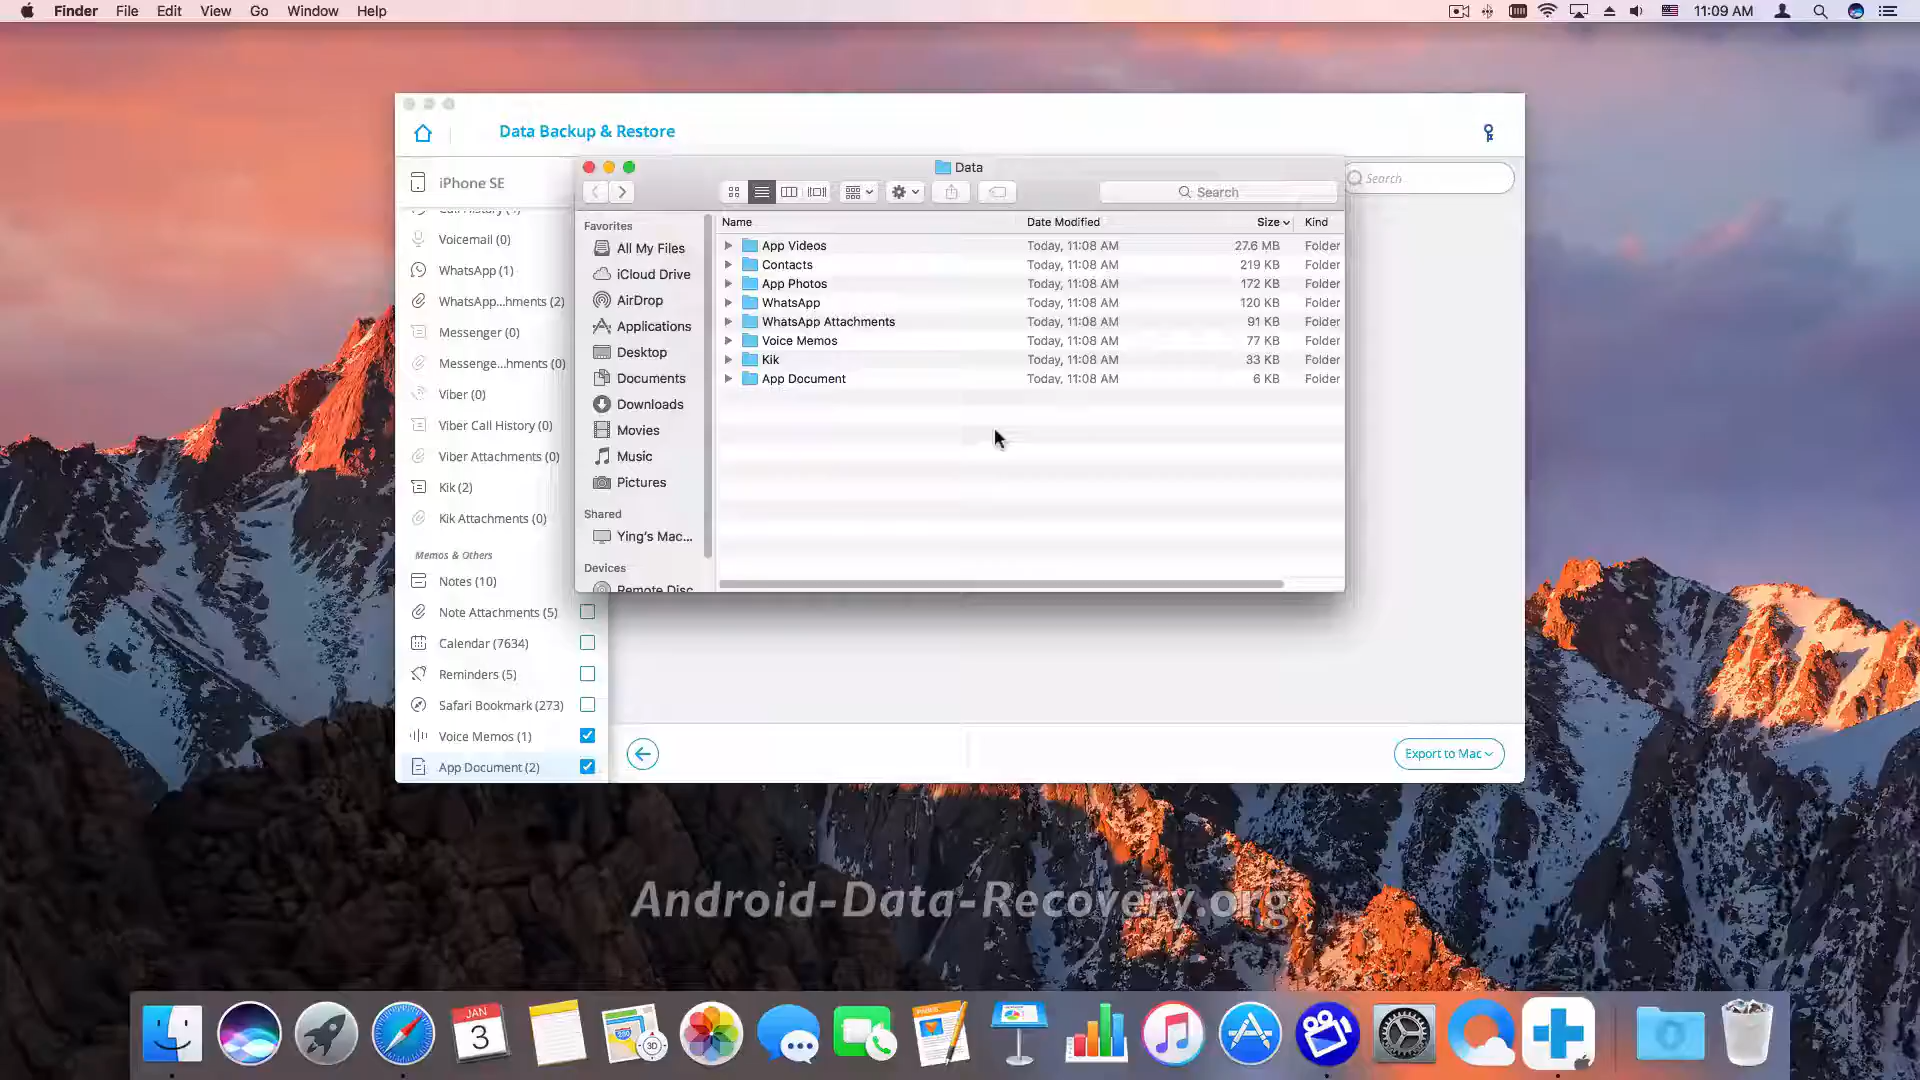 Finder File Edit View Go Window Help
11:09 AM
Data Backup & Restore
iPhone SE
Search
Voicemail (0)
WhatsApp (1)
WhatsApp...hments (2)
Messenger (0)
Messenge...hments (0)
Viber (0)
Viber Call History (0)
Viber Attachments (0)
Kik (2)
Kik Attachments (0)
Memos & Others
Notes (10)
Note Attachments (5)
Calendar (7634)
Reminders (5)
Safari Bookmark (273)
Voice Memos (1)
App Document (2)
Data
Search
Favorites
All My Files
iCloud Drive
AirDrop
Applications
Desktop
Documents
Downloads
Movies
Music
Pictures
Shared
Ying's Mac...
Devices
Remote Disc
Name Date Modified Size Kind
App Videos Today, 11:08 AM 27.6 MB Folder
Contacts Today, 11:08 AM 219 KB Folder
App Photos Today, 11:08 AM 172 KB Folder
WhatsApp Today, 11:08 AM 120 KB Folder
WhatsApp Attachments Today, 11:08 AM 91 KB Folder
Voice Memos Today, 11:08 AM 77 KB Folder
Kik Today, 11:08 AM 33 KB Folder
App Document Today, 11:08 AM 6 KB Folder
Export to Mac
Android-Data-Recovery.org
JAN
3
3D